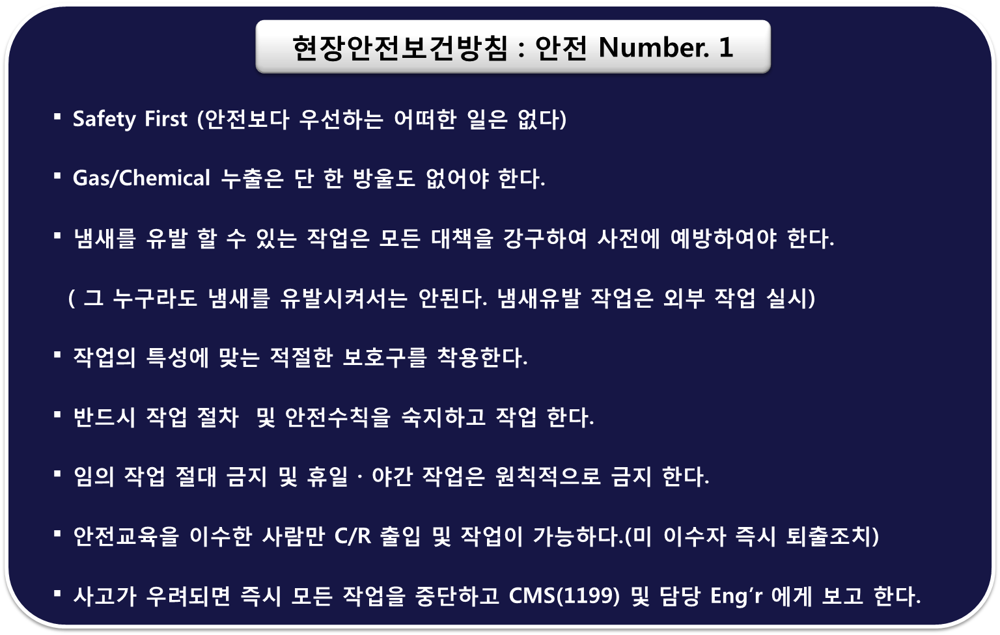 현장안전보건방침 : 안전 Number. 1
▪ Safety First (안전보다 우선하는 어떠한 일은 없다)
▪ Gas/Chemical 누출은 단 한 방울도 없어야 한다.
▪ 냄새를 유발 할 수 있는 작업은 모든 대책을 강구하여 사전에 예방하여야 한다.
( 그 누구라도 냄새를 유발시켜서는 안된다. 냄새유발 작업은 외부 작업 실시)
▪ 작업의 특성에 맞는 적절한 보호구를 착용한다.
▪ 반드시 작업 절차 및 안전수칙을 숙지하고 작업 한다.
▪ 임의 작업 절대 금지 및 휴일 · 야간 작업은 원칙적으로 금지 한다.
▪ 안전교육을 이수한 사람만 C/R 출입 및 작업이 가능하다.(미 이수자 즉시 퇴출조치)
▪ 사고가 우려되면 즉시 모든 작업을 중단하고 CMS(1199) 및 담당 Eng’r 에게 보고 한다.